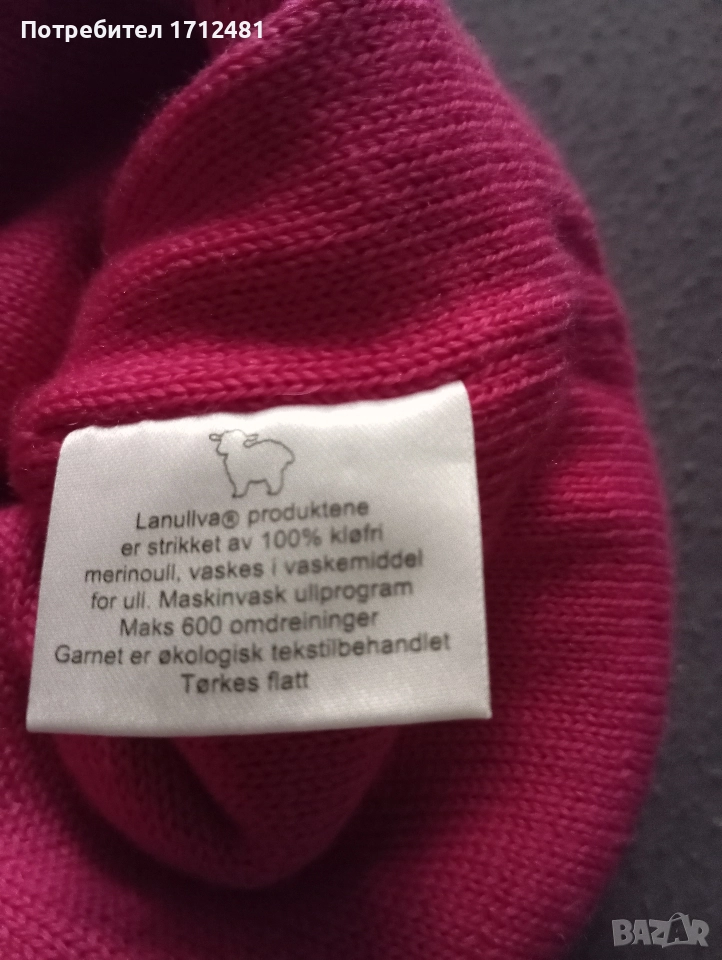 Потребител 1712481
Lanullva® produktene
er strikket av 100% kløfri
merinoull, vaskes i vaskemiddel
for ull. Maskinvask ullprogram
Maks 600 omdreininger
Garnet er økologisk tekstilbehandlet
Tørkes flatt
BAZAR